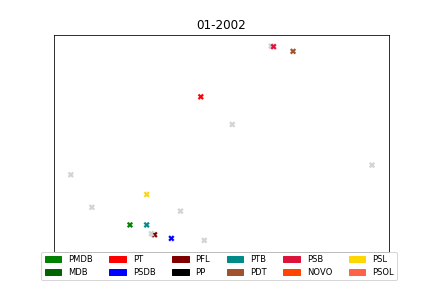 01-2002
PMDB PT PFL PTB PSB PSL
MDB PSDB PP PDT NOVO PSOL